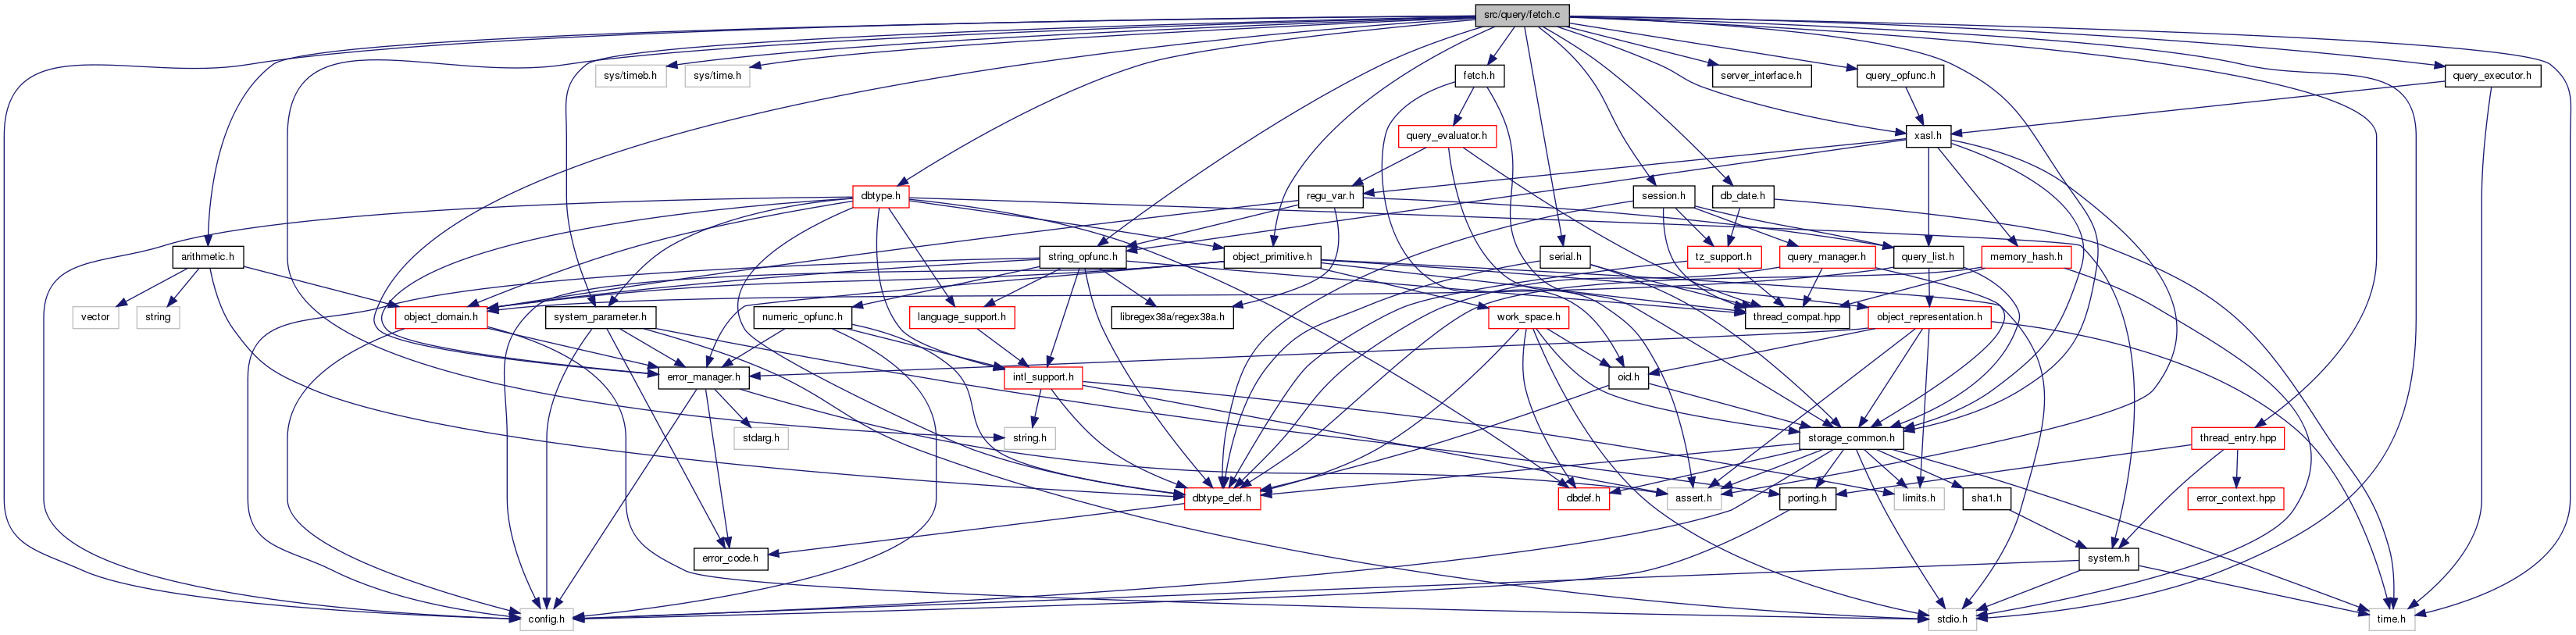 src/query/fetch.c
sys/timeb.h
sys/time.h
fetch.h
server_interface.h
query_opfunc.h
query_executor.h
query_evaluator.h
xasl.h
dbtype.h
regu_var.h
session.h
db_date.h
arithmetic.h
string_opfunc.h
object_primitive.h
serial.h
tz_support.h
query_manager.h
query_list.h
memory_hash.h
vector
string
object_domain.h
system_parameter.h
numeric_opfunc.h
language_support.h
libregex38a/regex38a.h
work_space.h
thread_compat.hpp
object_representation.h
error_manager.h
intl_support.h
oid.h
stdarg.h
string.h
storage_common.h
thread_entry.hpp
dbtype_def.h
dbdef.h
assert.h
porting.h
limits.h
sha1.h
error_context.hpp
error_code.h
system.h
config.h
stdio.h
time.h